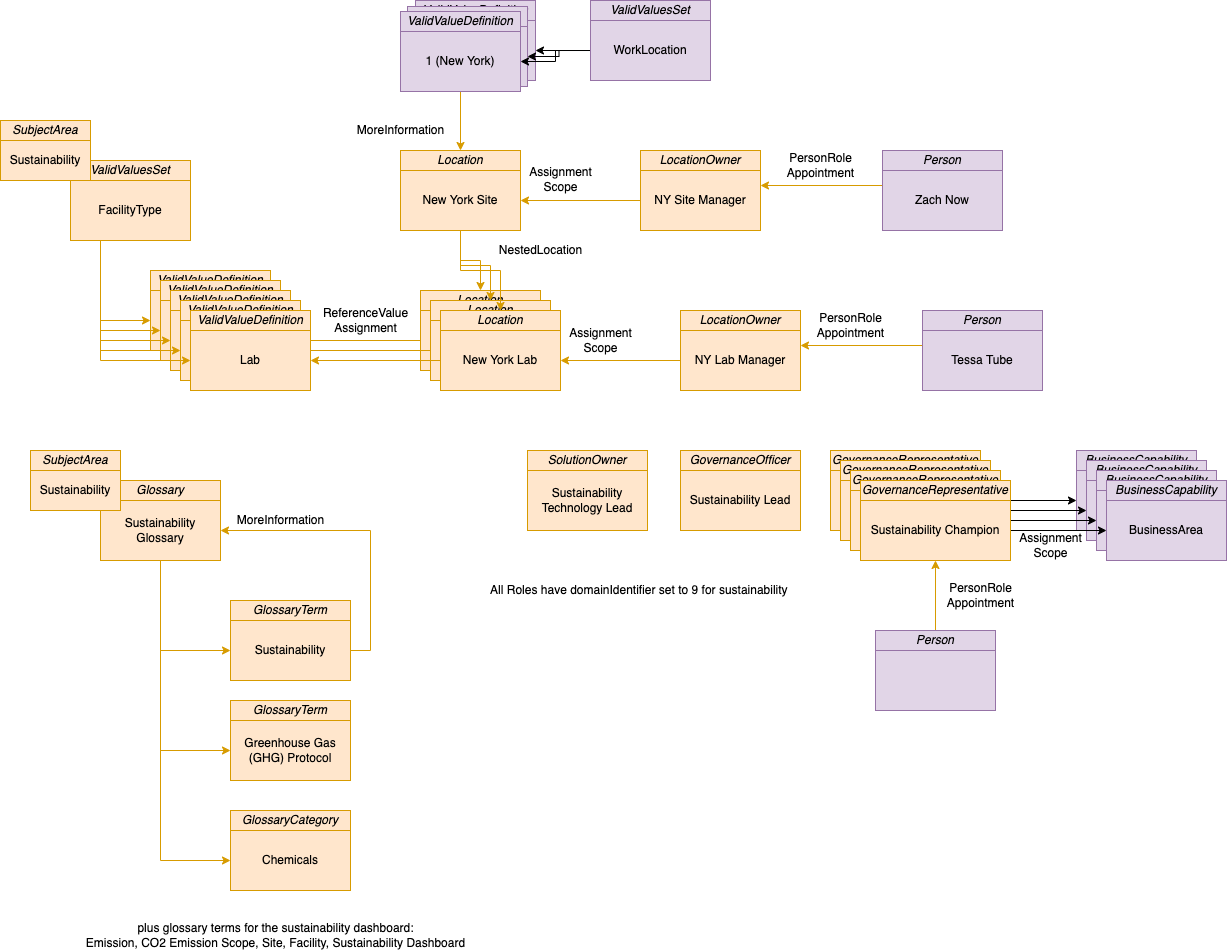 ValidValueDefinition
1 (New York)
ValidValuesSet
WorkLocation
MoreInformation
SubjectArea
Sustainability
ValidValuesSet
FacilityType
Location
New York Site
Assignment
Scope
LocationOwner
NY Site Manager
PersonRole
Appointment
Person
Zach Now
NestedLocation
ValidValueDefinition
ValidValueDefinition
ValidValueDefinition
ValidValueDefinition
ValidValueDefinition
Lab
ReferenceValue
Assignment
Location
Location
Location
New York Lab
Assignment
Scope
LocationOwner
NY Lab Manager
PersonRole
Appointment
Person
Tessa Tube
SubjectArea
Sustainability
Glossary
Sustainability
Glossary
MoreInformation
SolutionOwner
Sustainability
Technology Lead
GovernanceOfficer
Sustainability Lead
GovernanceRepresentative
GovernanceRepresentative
GovernanceRepresentative
GovernanceRepresentative
Sustainability Champion
Assignment
Scope
BusinessCapability
BusinessCapability
BusinessCapability
BusinessCapability
BusinessArea
All Roles have domainIdentifier set to 9 for sustainability
PersonRole
Appointment
Person
GlossaryTerm
Sustainability
GlossaryTerm
Greenhouse Gas
(GHG) Protocol
GlossaryCategory
Chemicals
plus glossary terms for the sustainability dashboard:
Emission, CO2 Emission Scope, Site, Facility, Sustainability Dashboard